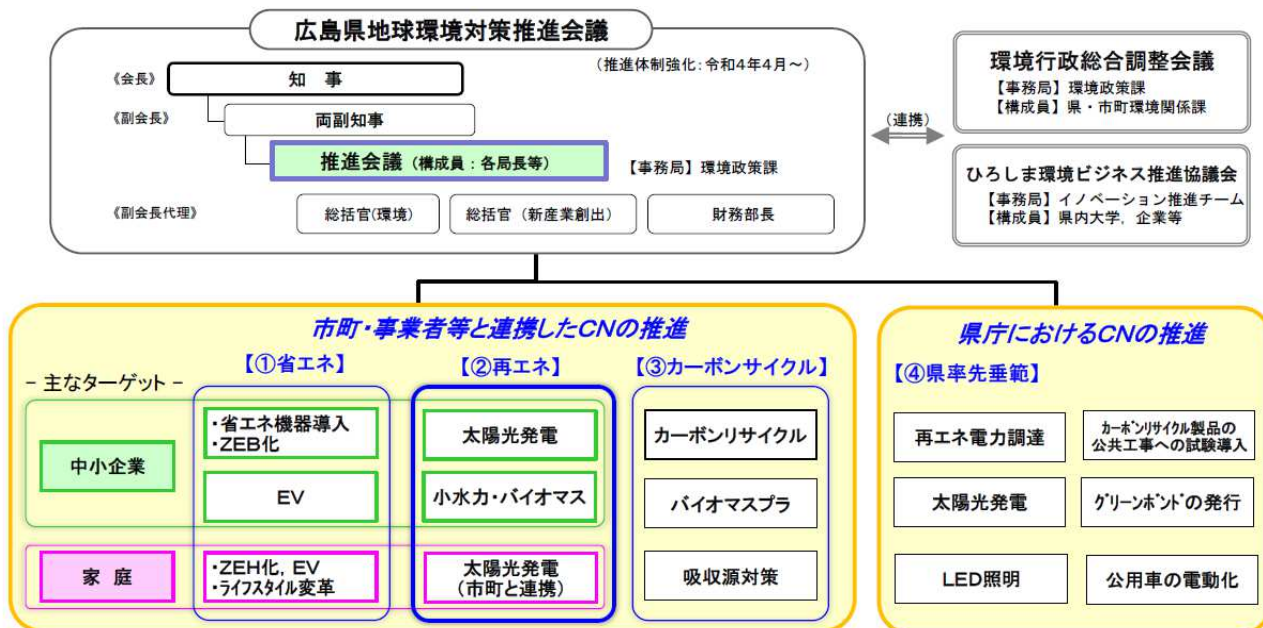 広島県地球環境対策推進会議
（推進体制強化：令和４年４月～）
《会長》
知　事
《副会長》
両副知事
推進会議（構成員：各局長等）
【事務局】環境政策課
《副会長代理》
総括官（環境）
総括官（新産業創出）
財務部長
（連携）
環境行政総合調整会議
【事務局】環境政策課
【構成員】県・市町環境関係課
ひろしま環境ビジネス推進協議会
【事務局】イノベーション推進チーム
【構成員】県内大学，企業等
市町・事業者等と連携したＣＮの推進
【①省エネ】
【②再エネ】
【③カーボンサイクル】
－ 主なターゲット －
中小企業
・省エネ機器導入
・ＺＥＢ化
太陽光発電
カーボンリサイクル
ＥＶ
小水力・バイオマス
バイオマスプラ
家 庭
・ＺＥＨ化，ＥＶ
・ライフスタイル変革
太陽光発電
（市町と連携）
吸収源対策
県庁におけるＣＮの推進
【④県率先垂範】
再エネ電力調達
カーボンリサイクル製品の
公共工事への試験導入
太陽光発電
グリーンボンドの発行
ＬＥＤ照明
公用車の電動化